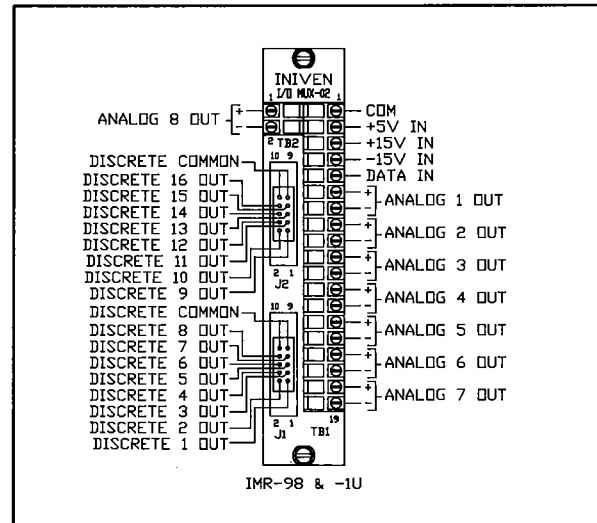 INIVEN
I/O MUX-02
1 1
ANALOG 8 OUT + -
2 TB2
COM
+5V IN
+15V IN
-15V IN
DATA IN
+ - ANALOG 1 OUT
+ - ANALOG 2 OUT
+ - ANALOG 3 OUT
+ - ANALOG 4 OUT
+ - ANALOG 5 OUT
+ - ANALOG 6 OUT
+ - ANALOG 7 OUT
19
TB1
10 9
DISCRETE COMMON
DISCRETE 16 OUT
DISCRETE 15 OUT
DISCRETE 14 OUT
DISCRETE 13 OUT
DISCRETE 12 OUT
DISCRETE 11 OUT
DISCRETE 10 OUT
DISCRETE 9 OUT
2 1
J2
10 9
DISCRETE COMMON
DISCRETE 8 OUT
DISCRETE 7 OUT
DISCRETE 6 OUT
DISCRETE 5 OUT
DISCRETE 4 OUT
DISCRETE 3 OUT
DISCRETE 2 OUT
DISCRETE 1 OUT
2 1
J1
IMR-98 & -1U